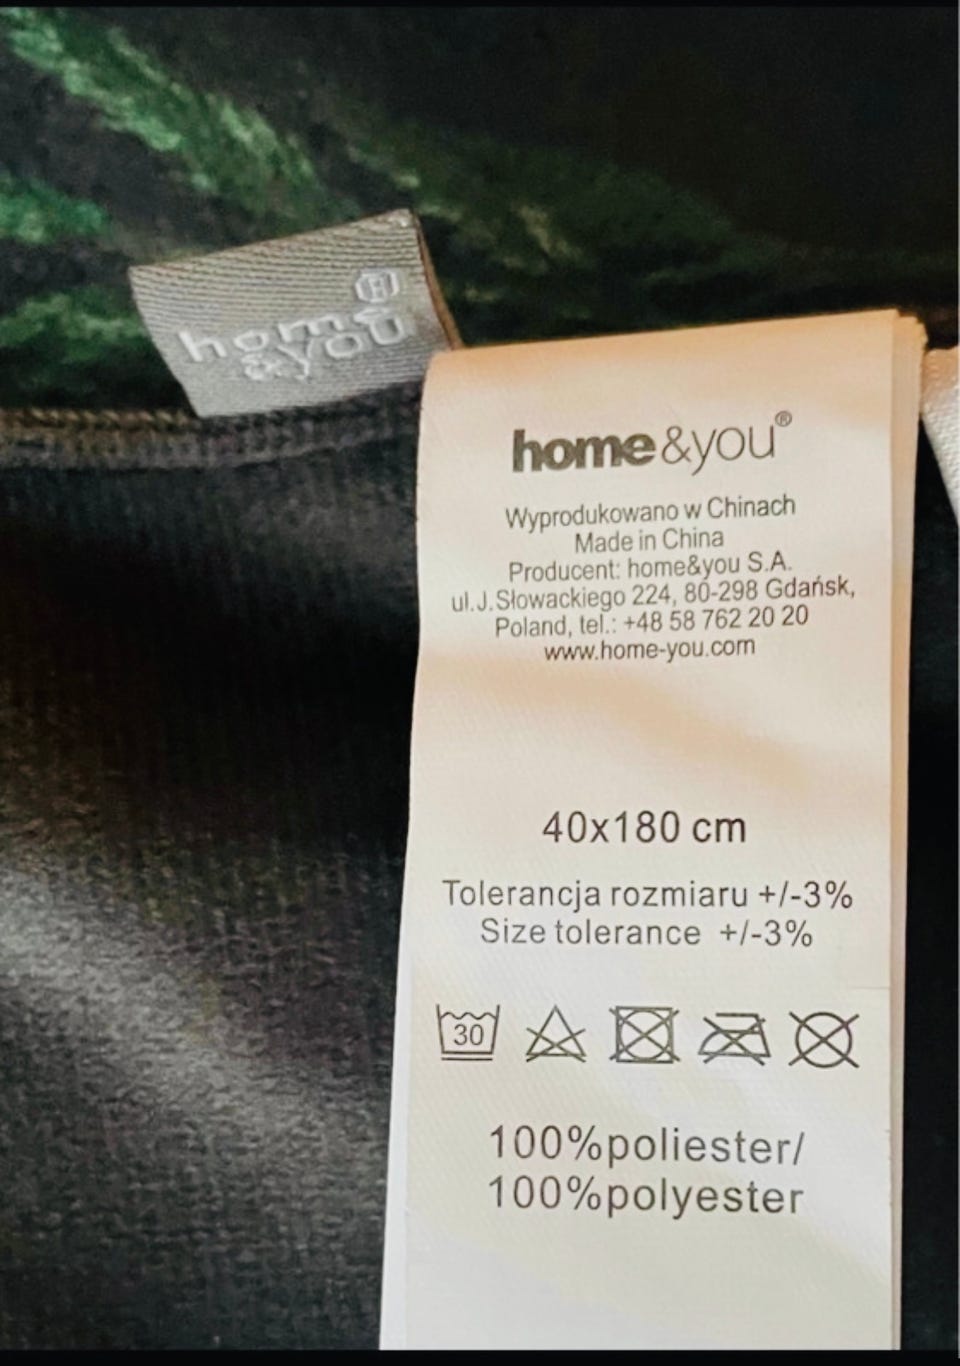 H
home
&you
home&you®
Wyprodukowano w Chinach
Made in China
Producent: home&you S.A.
ul.J.Słowackiego 224, 80-298 Gdańsk,
Poland, tel.: +48 58 762 20 20
www.home-you.com
40x180 cm
Tolerancja rozmiaru +/-3%
Size tolerance +/-3%
30
100%poliester/
100%polyester